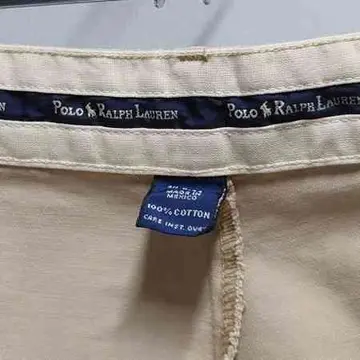 POLO RALPH LAUREN
POLO RALPH LAUREN
MADE IN
MEXICO
100% COTTON
CARE INST. OVER